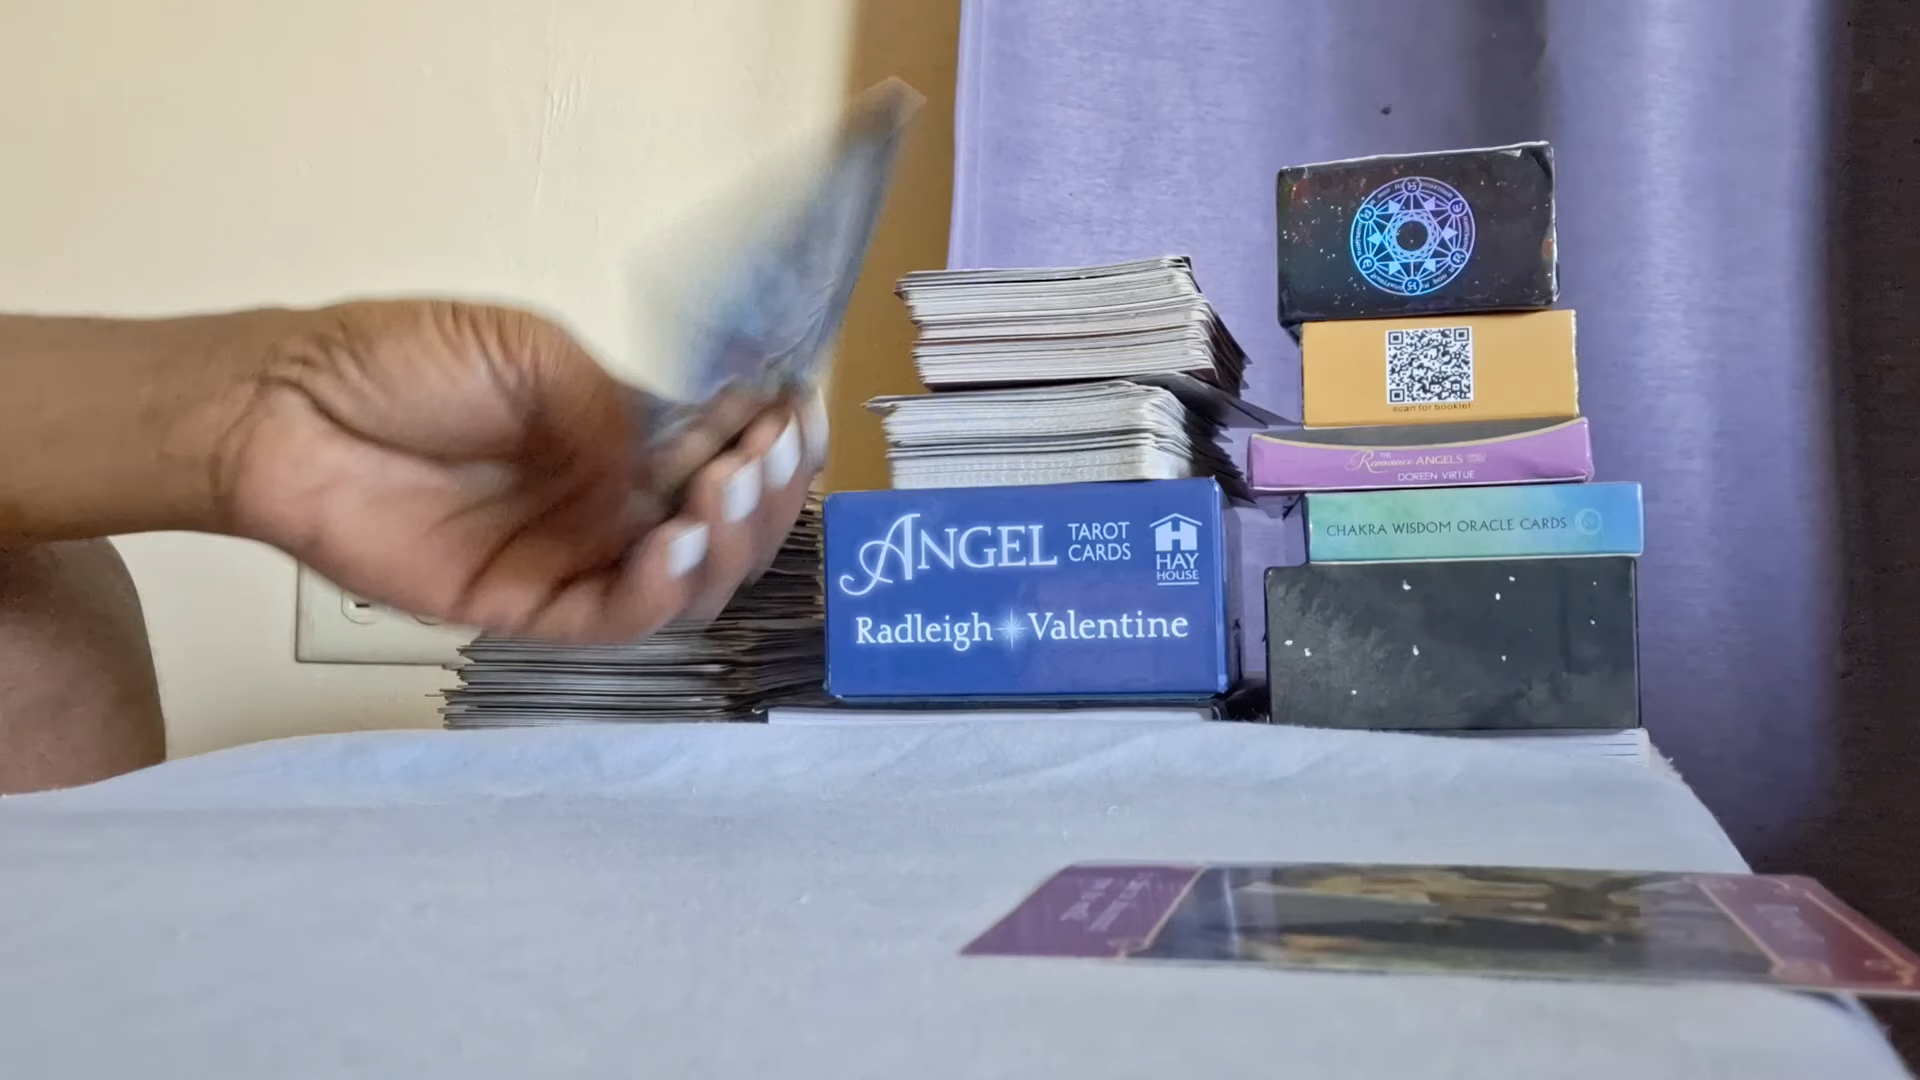 scan for booklet
THE
Romance ANGELS
DOREEN VIRTUE
CHAKRA WISDOM ORACLE CARDS
ANGEL TAROT
CARDS
HAY
HOUSE
Radleigh Valentine